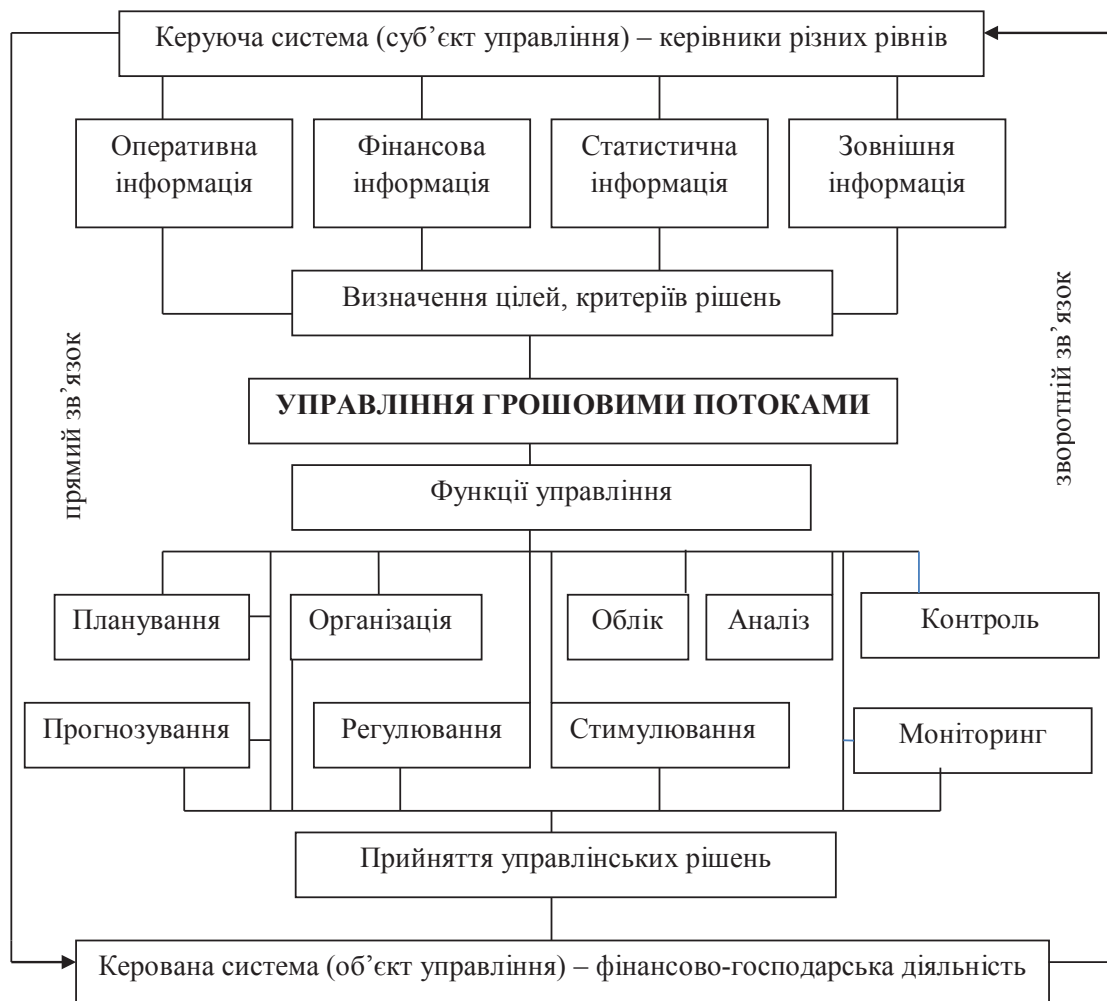 Керуюча система (суб’єкт управління) – керівники різних рівнів
Оперативна
інформація
Фінансова
інформація
Статистична
інформація
Зовнішня
інформація
Визначення цілей, критеріїв рішень
прямий зв’язок
зворотній зв’язок
УПРАВЛІННЯ ГРОШОВИМИ ПОТОКАМИ
Функції управління
Планування
Організація
Облік
Аналіз
Контроль
Прогнозування
Регулювання
Стимулювання
Моніторинг
Прийняття управлінських рішень
Керована система (об’єкт управління) – фінансово-господарська діяльність